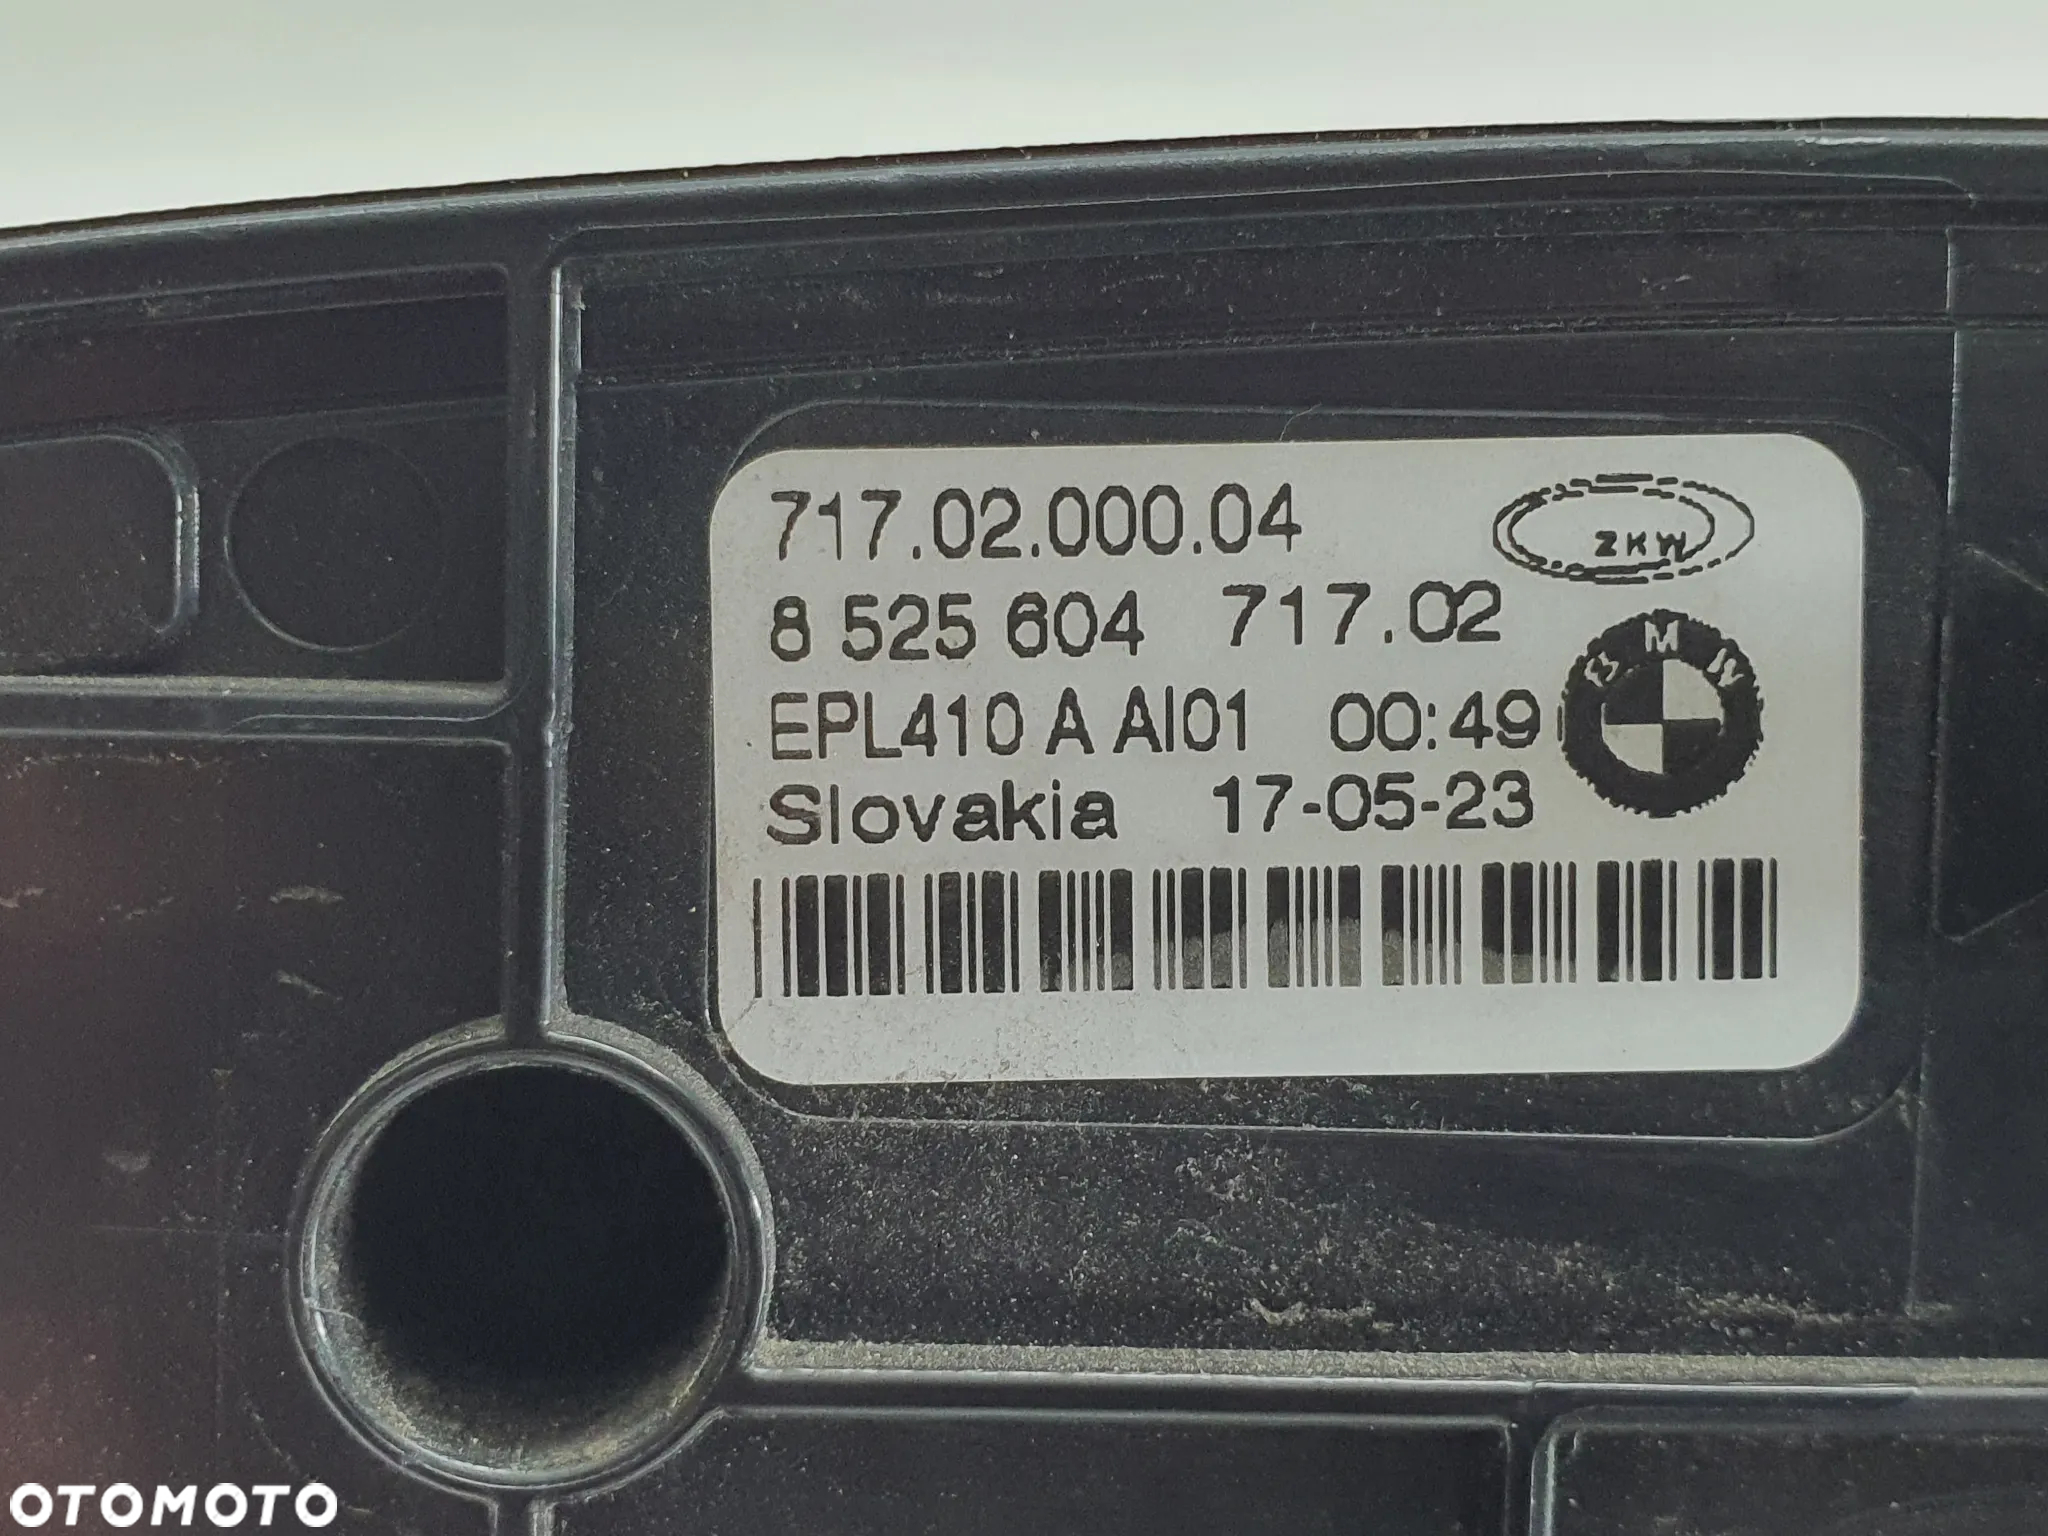 717.02.000.04
ZKW
8 525 604 717.02
BMW
EPL410 A AI01 00:49
Slovakia 17-05-23
OTOMOTO